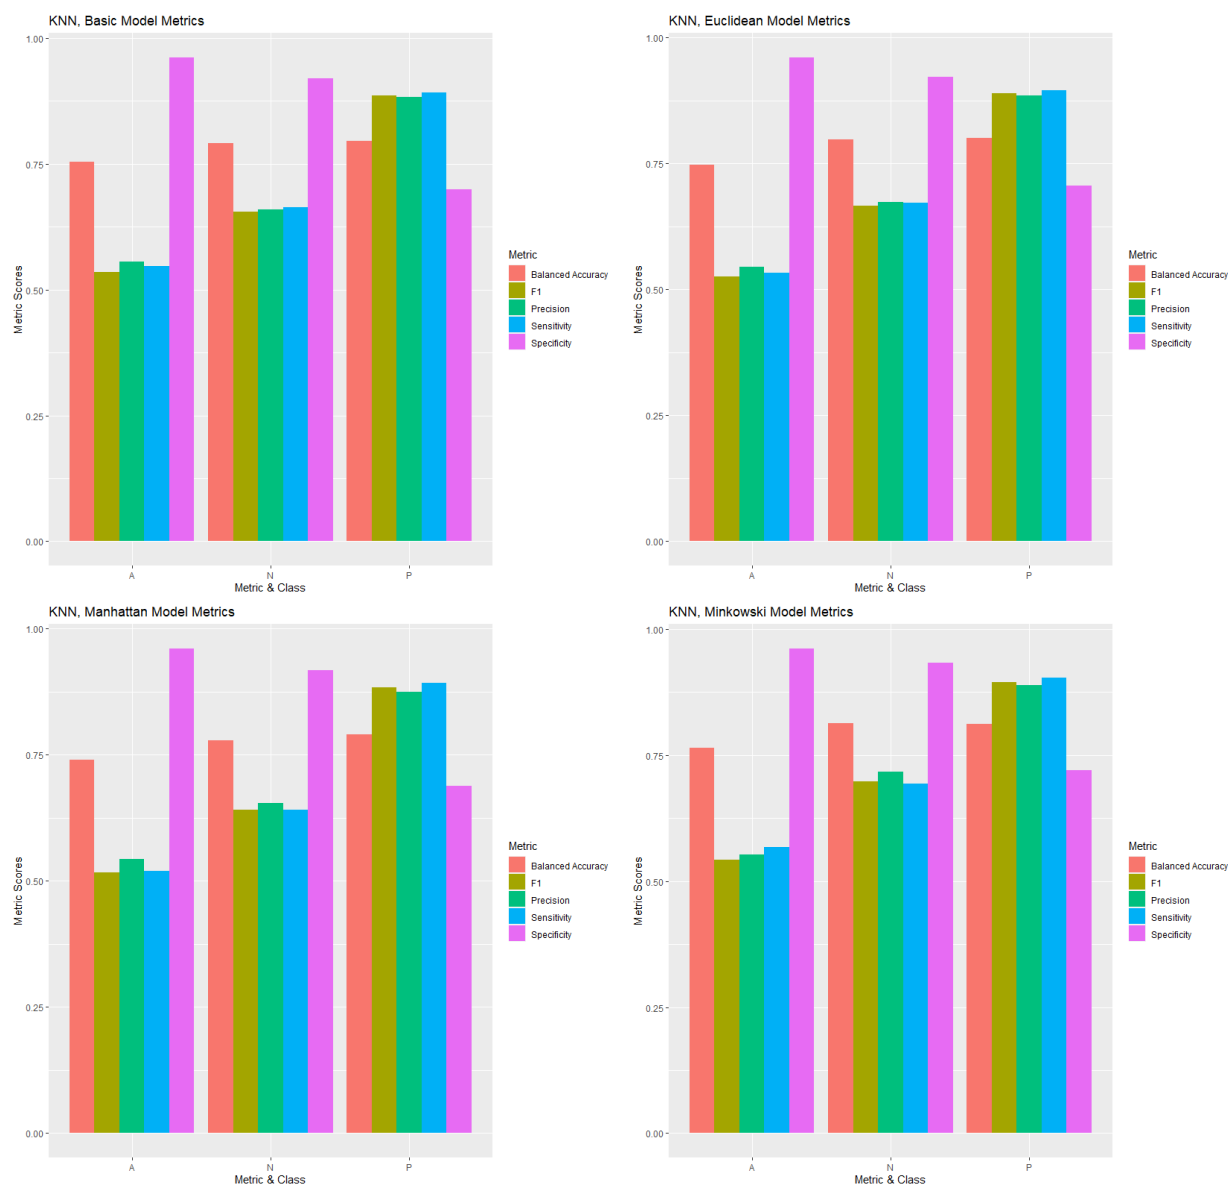 KNN, Basic Model Metrics
1.00
0.75
0.50
0.25
0.00
Metric Scores
A
N
P
Metric & Class
Metric
Balanced Accuracy
F1
Precision
Sensitivity
Specificity
KNN, Euclidean Model Metrics
1.00
0.75
0.50
0.25
0.00
Metric Scores
A
N
P
Metric & Class
Metric
Balanced Accuracy
F1
Precision
Sensitivity
Specificity
KNN, Manhattan Model Metrics
1.00
0.75
0.50
0.25
0.00
Metric Scores
A
N
P
Metric & Class
Metric
Balanced Accuracy
F1
Precision
Sensitivity
Specificity
KNN, Minkowski Model Metrics
1.00
0.75
0.50
0.25
0.00
Metric Scores
A
N
P
Metric & Class
Metric
Balanced Accuracy
F1
Precision
Sensitivity
Specificity